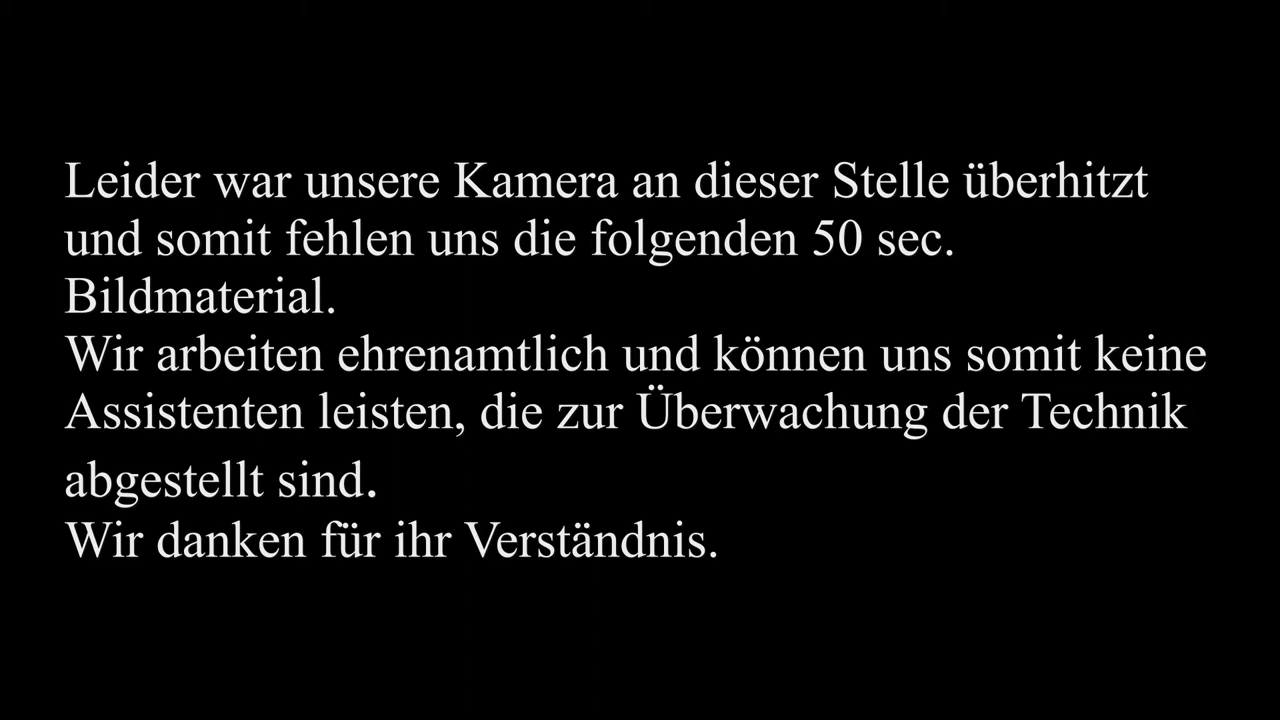 Leider war unsere Kamera an dieser Stelle überhitzt
und somit fehlen uns die folgenden 50 sec.
Bildmaterial.
Wir arbeiten ehrenamtlich und können uns somit keine
Assistenten leisten, die zur Überwachung der Technik
abgestellt sind.
Wir danken für ihr Verständnis.